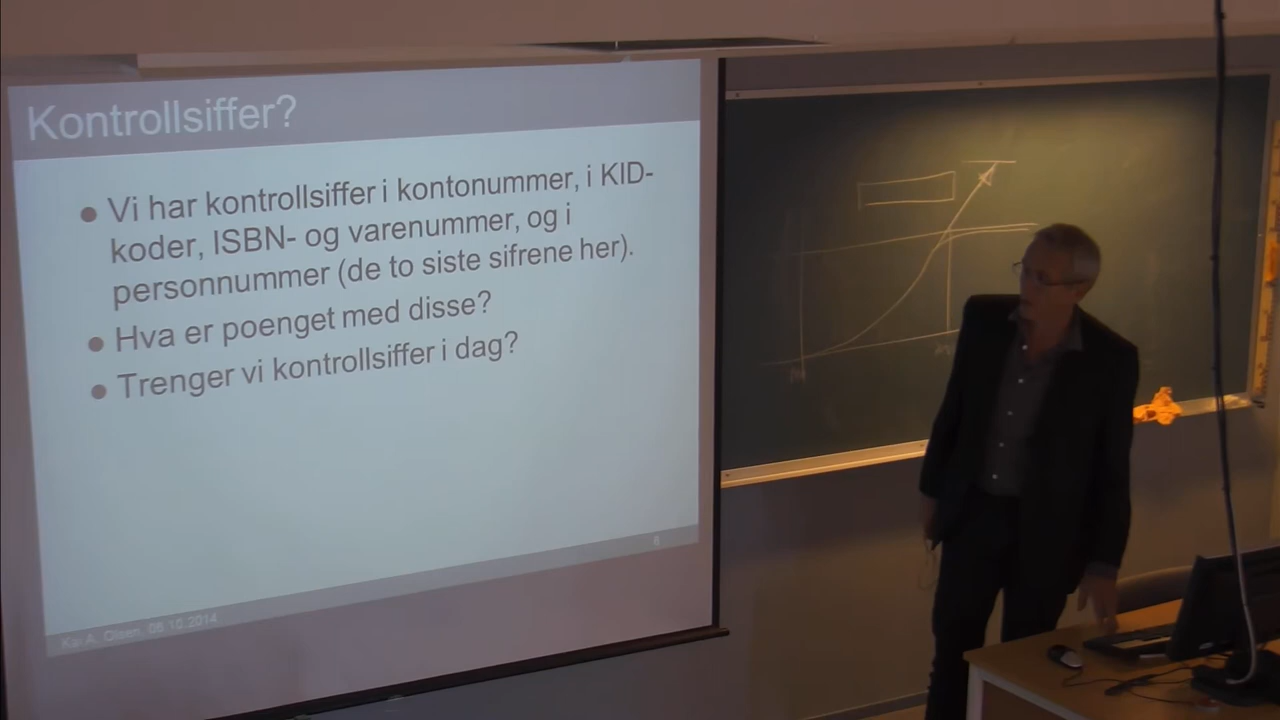 Kontrollsiffer?
Vi har kontrollsiffer i kontonummer, i KID-
koder, ISBN- og varenummer, og i
personnummer (de to siste sifrene her).
Hva er poenget med disse?
Trenger vi kontrollsiffer i dag?
Kai A. Olsen, 06.10.2014